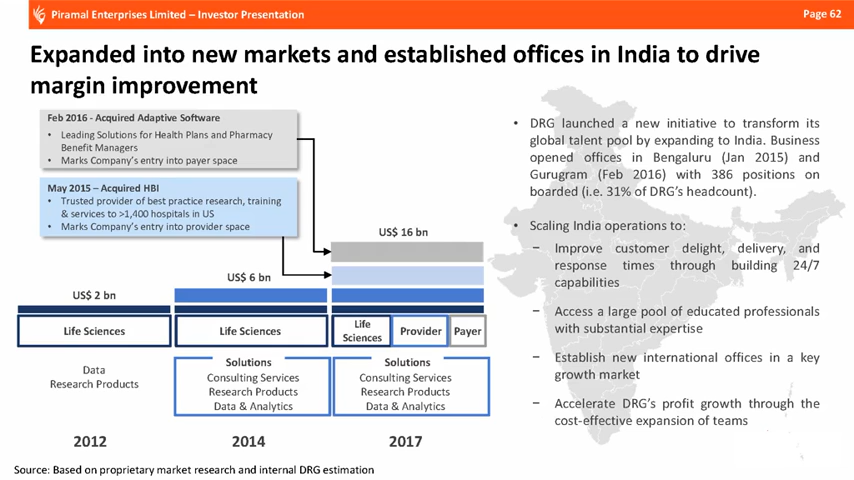 Piramal Enterprises Limited – Investor Presentation
Page 62
Expanded into new markets and established offices in India to drive
margin improvement
Feb 2016 - Acquired Adaptive Software
• Leading Solutions for Health Plans and Pharmacy
Benefit Managers
• Marks Company's entry into payer space
May 2015 – Acquired HBI
• Trusted provider of best practice research, training
& services to >1,400 hospitals in US
• Marks Company's entry into provider space
US$ 16 bn
US$ 6 bn
US$ 2 bn
Life Sciences
Life Sciences
Life
Sciences
Provider
Payer
Data
Research Products
Solutions
Consulting Services
Research Products
Data & Analytics
Solutions
Consulting Services
Research Products
Data & Analytics
2012
2014
2017
• DRG launched a new initiative to transform its
global talent pool by expanding to India. Business
opened offices in Bengaluru (Jan 2015) and
Gurugram (Feb 2016) with 386 positions on
boarded (i.e. 31% of DRG's headcount).
• Scaling India operations to:
− Improve customer delight, delivery, and
response times through building 24/7
capabilities
− Access a large pool of educated professionals
with substantial expertise
− Establish new international offices in a key
growth market
− Accelerate DRG's profit growth through the
cost-effective expansion of teams
Source: Based on proprietary market research and internal DRG estimation